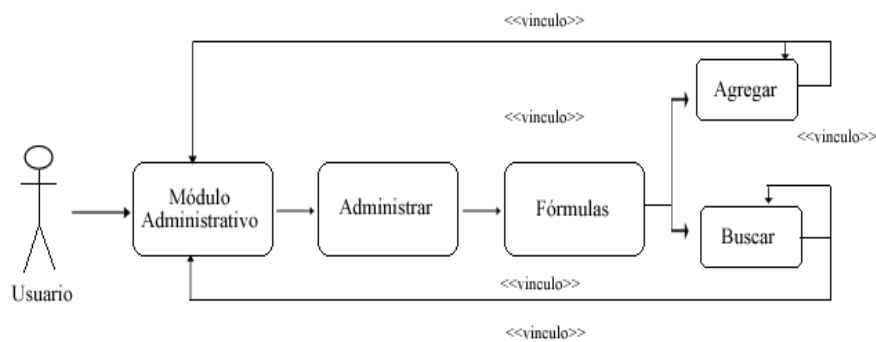 <<vinculo>>
Agregar
<<vinculo>>
<<vinculo>>
Módulo
Administrativo
Administrar
Fórmulas
Buscar
Usuario
<<vinculo>>
<<vinculo>>